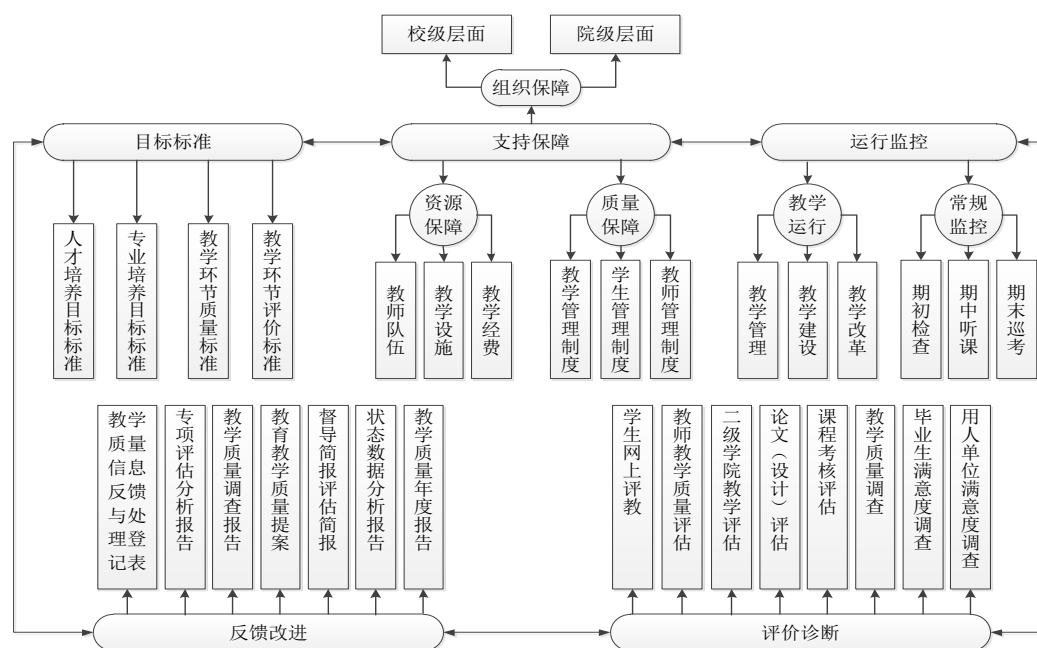 校级层面
院级层面
组织保障
目标标准
支持保障
运行监控
资源
保障
质量
保障
教学
运行
常规
监控
人才培养目标标准
专业培养目标标准
教学环节质量标准
教学环节评价标准
教师队伍
教学设施
教学经费
教学管理制度
学生管理制度
教师管理制度
教学管理
教学建设
教学改革
期初检查
期中听课
期末巡考
教学
质量
信息
反馈
与处
理登
记表
专项评估分析报告
教学质量调查报告
教育教学质量提案
督导简报评估简报
状态数据分析报告
教学质量年度报告
学生网上评教
教师教学质量评估
二级学院教学评估
论文（设计）评估
课程考核评估
教学质量调查
毕业生满意度调查
用人单位满意度调查
反馈改进
评价诊断